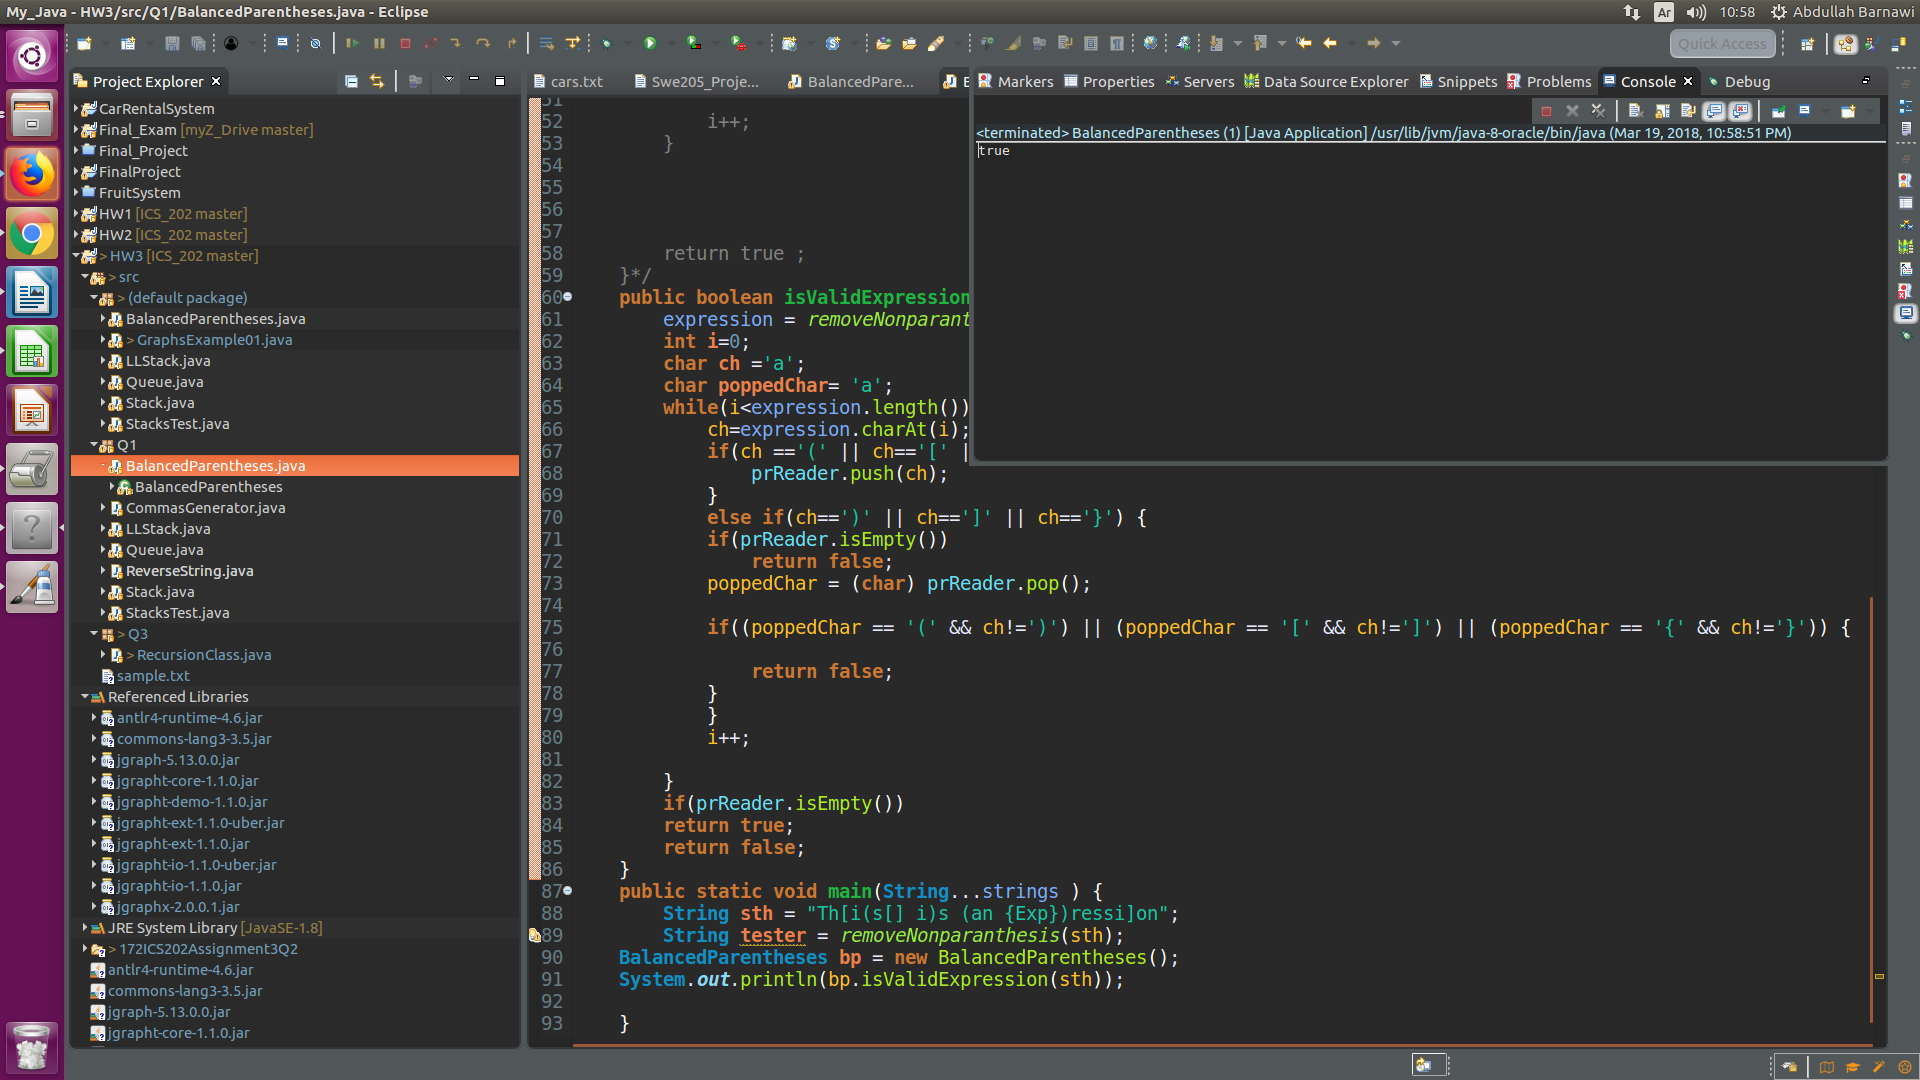 My_Java - HW3/src/Q1/BalancedParentheses.java - Eclipse
Ar
10:58
Abdullah Barnawi
Quick Access
Project Explorer
CarRentalSystem
Final_Exam [myZ_Drive master]
Final_Project
FinalProject
FruitSystem
HW1 [ICS_202 master]
HW2 [ICS_202 master]
> HW3 [ICS_202 master]
> src
> (default package)
BalancedParentheses.java
> GraphsExample01.java
LLStack.java
Queue.java
Stack.java
StacksTest.java
Q1
BalancedParentheses.java
BalancedParentheses
CommasGenerator.java
LLStack.java
Queue.java
ReverseString.java
Stack.java
StacksTest.java
> Q3
> RecursionClass.java
sample.txt
Referenced Libraries
antlr4-runtime-4.6.jar
commons-lang3-3.5.jar
jgraph-5.13.0.0.jar
jgrapht-core-1.1.0.jar
jgrapht-demo-1.1.0.jar
jgrapht-ext-1.1.0-uber.jar
jgrapht-ext-1.1.0.jar
jgrapht-io-1.1.0-uber.jar
jgrapht-io-1.1.0.jar
jgraphx-2.0.0.1.jar
JRE System Library [JavaSE-1.8]
> 172ICS202Assignment3Q2
antlr4-runtime-4.6.jar
commons-lang3-3.5.jar
jgraph-5.13.0.0.jar
jgrapht-core-1.1.0.jar
cars.txt
Swe205_Proje...
BalancedPare...
51
52 i++;
53 }
54
55
56
57
58 return true ;
59 }*/
60 public boolean isValidExpression
61 expression = removeNonparant
62 int i=0;
63 char ch ='a';
64 char poppedChar= 'a';
65 while(i<expression.length())
66 ch=expression.charAt(i);
67 if(ch =='(' || ch=='[' |
68 prReader.push(ch);
69 }
70 else if(ch==')' || ch==']' || ch=='}') {
71 if(prReader.isEmpty())
72 return false;
73 poppedChar = (char) prReader.pop();
74
75 if((poppedChar == '(' && ch!=')') || (poppedChar == '[' && ch!=']') || (poppedChar == '{' && ch!='}')) {
76
77 return false;
78 }
79 }
80 i++;
81
82 }
83 if(prReader.isEmpty())
84 return true;
85 return false;
86 }
87 public static void main(String...strings ) {
88 String sth = "Th[i(s[] i)s (an {Exp})ressi]on";
89 String tester = removeNonparanthesis(sth);
90 BalancedParentheses bp = new BalancedParentheses();
91 System.out.println(bp.isValidExpression(sth));
92
93 }
Markers
Properties
Servers
Data Source Explorer
Snippets
Problems
Console
Debug
<terminated> BalancedParentheses (1) [Java Application] /usr/lib/jvm/java-8-oracle/bin/java (Mar 19, 2018, 10:58:51 PM)
true